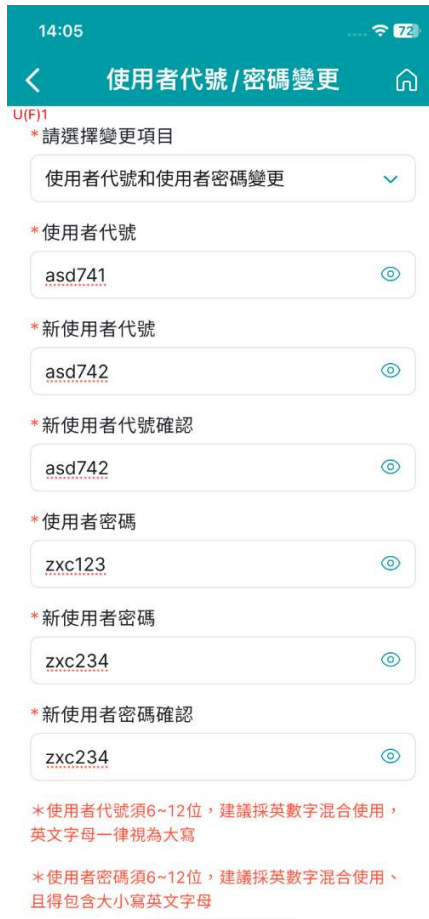 14:05
72
使用者代號/密碼變更
U(F)1
*請選擇變更項目
使用者代號和使用者密碼變更
*使用者代號
asd741
*新使用者代號
asd742
*新使用者代號確認
asd742
*使用者密碼
zxc123
*新使用者密碼
zxc234
*新使用者密碼確認
zxc234
＊使用者代號須6~12位，建議採英數字混合使用，
英文字母一律視為大寫
＊使用者密碼須6~12位，建議採英數字混合使用、
且得包含大小寫英文字母